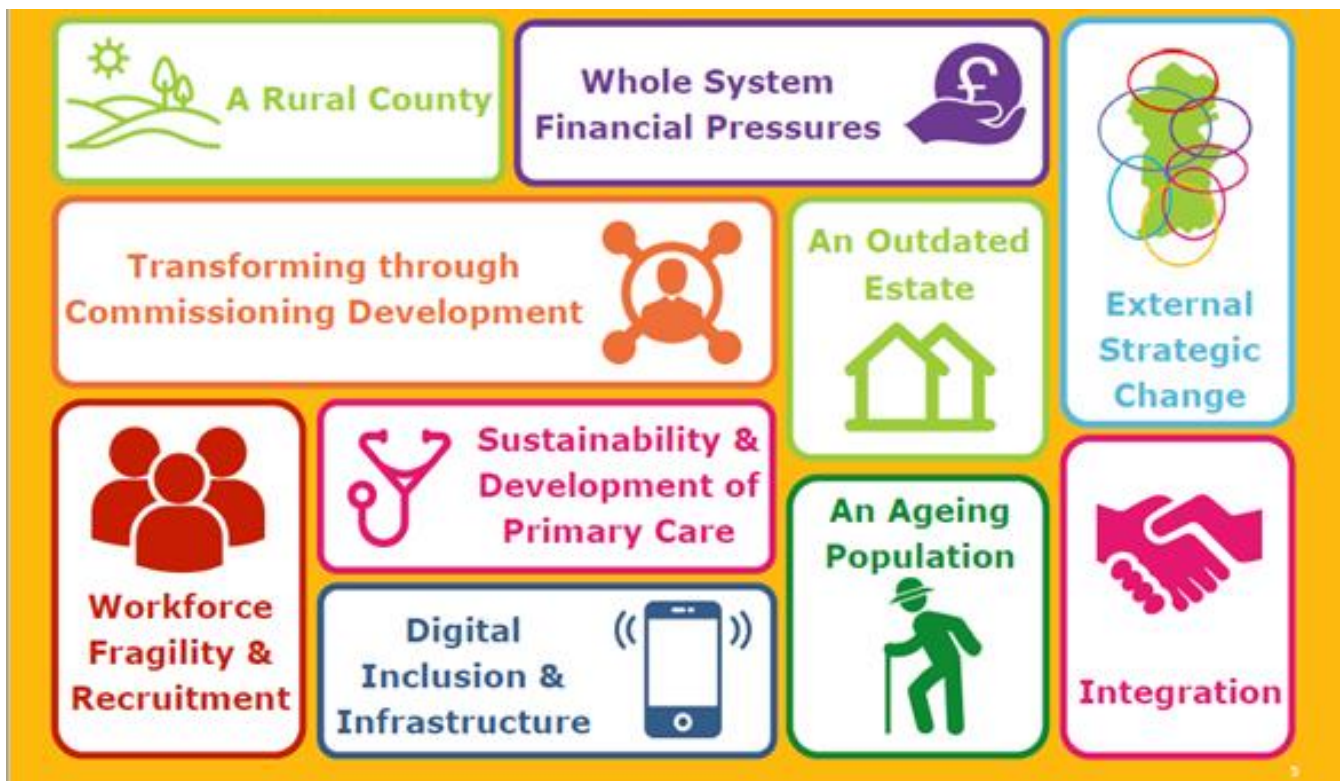 A Rural County
Whole System
Financial Pressures
£
External
Strategic
Change
Transforming through
Commissioning Development
An Outdated
Estate
Workforce
Fragility &
Recruitment
Sustainability &
Development of
Primary Care
Digital
Inclusion &
Infrastructure
An Ageing
Population
Integration